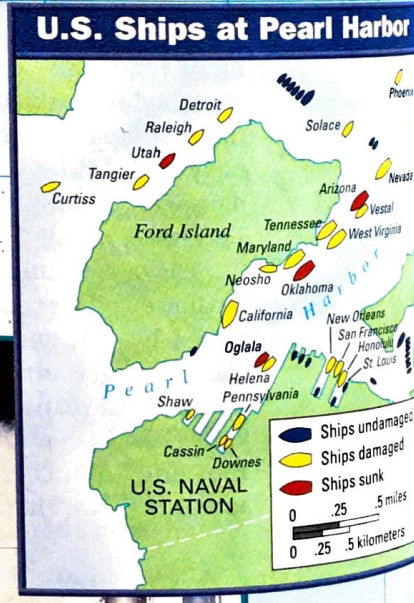 U.S. Ships at Pearl Harbor
Phoenix
Detroit
Solace
Raleigh
Utah
Nevada
Tangier
Arizona
Curtiss
Vestal
Tennessee
Ford Island
West Virginia
Maryland
Neosho
Oklahoma
California
New Orleans
San Francisco
Oglala
Honolulu
Helena
St. Louis
Pearl Harbor
Pennsylvania
Shaw
Cassin
Downes
U.S. NAVAL
STATION
Ships undamaged
Ships damaged
Ships sunk
0 .25 .5 miles
0 .25 .5 kilometers